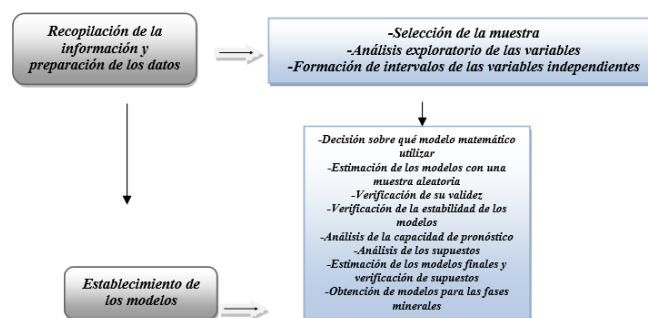 Recopilación de la
información y
preparación de los datos
-Selección de la muestra
-Análisis exploratorio de las variables
-Formación de intervalos de las variables independientes
-Decisión sobre qué modelo matemático
utilizar
-Estimación de los modelos con una
muestra aleatoria
-Verificación de su validez
-Verificación de la estabilidad de los
modelos
-Análisis de la capacidad de pronóstico
-Análisis de los supuestos
-Estimación de los modelos finales y
verificación de supuestos
-Obtención de modelos para las fases
minerales
Establecimiento de
los modelos